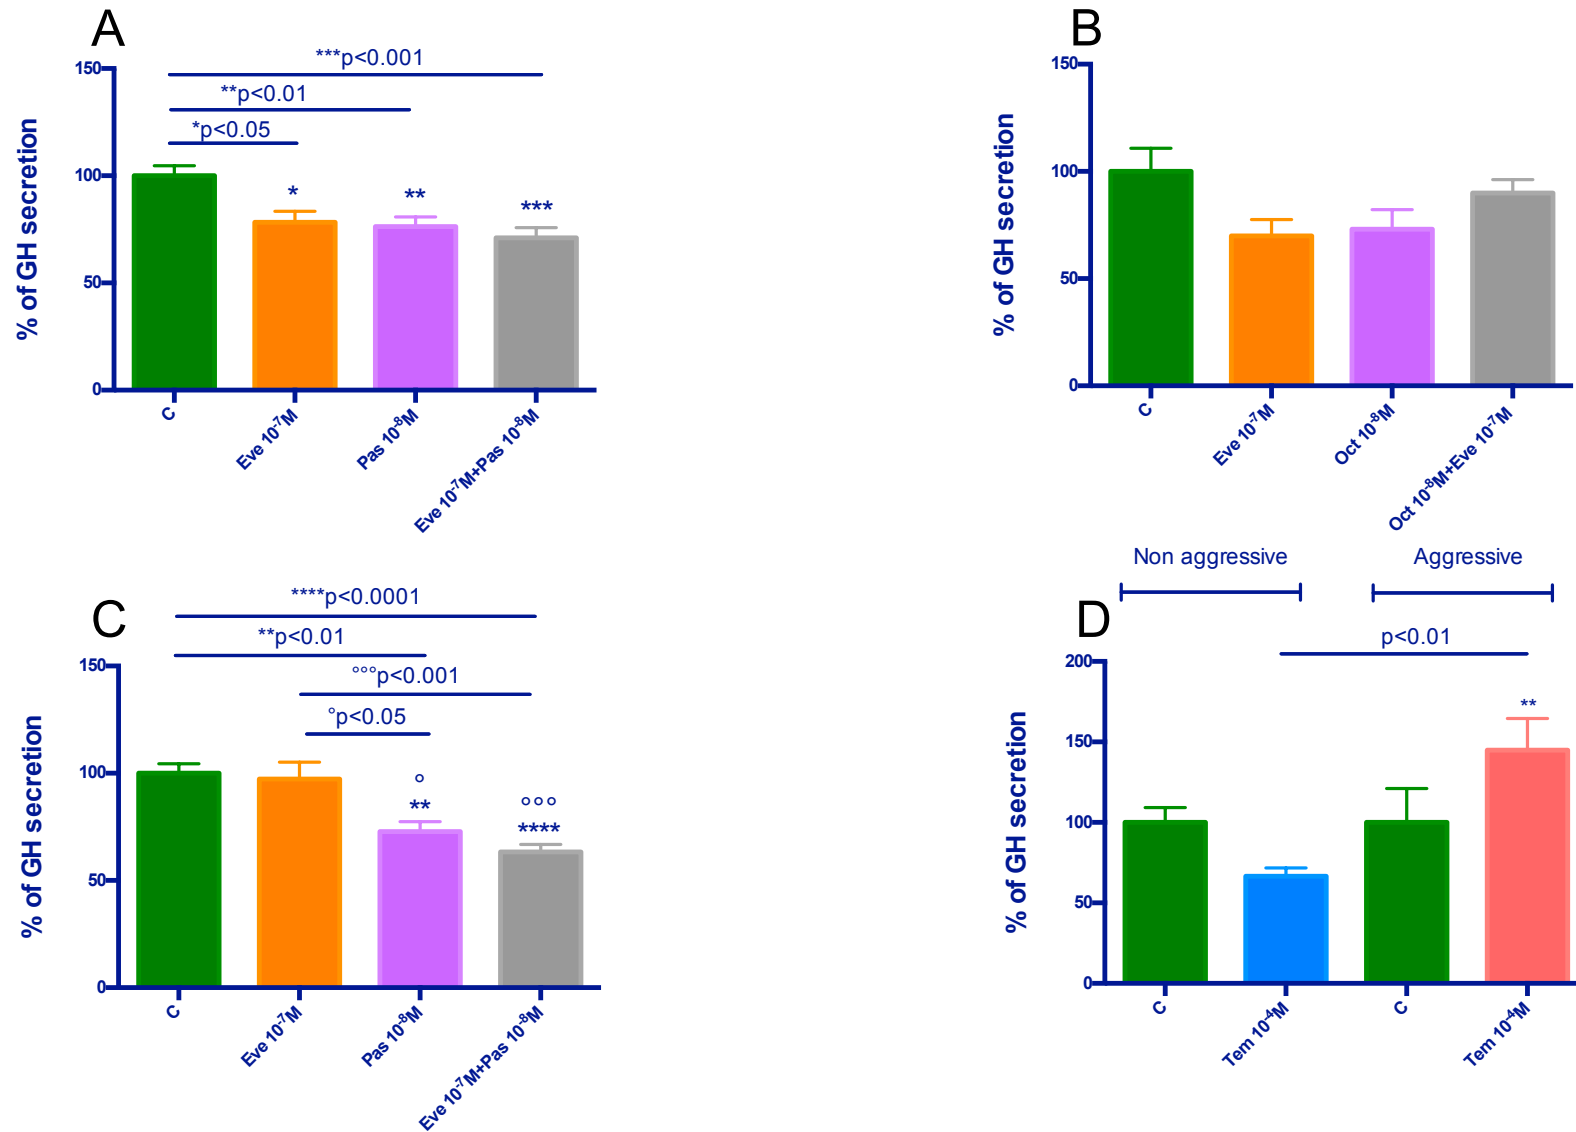 A
***p<0.001
**p<0.01
*p<0.05
150
100
50
0
% of GH secretion
*
**
***
C
Eve 10⁻⁷M
Pas 10⁻⁸M
Eve 10⁻⁷M+Pas 10⁻⁸M
B
150
100
50
0
% of GH secretion
C
Eve 10⁻⁷M
Oct 10⁻⁸M
Oct 10⁻⁸M+Eve 10⁻⁷M
C
****p<0.0001
**p<0.01
°°°p<0.001
°p<0.05
150
100
50
0
% of GH secretion
°
**
°°°
****
C
Eve 10⁻⁷M
Pas 10⁻⁸M
Eve 10⁻⁷M+Pas 10⁻⁸M
Non aggressive
Aggressive
D
p<0.01
200
150
100
50
0
% of GH secretion
**
C
Tem 10⁻⁴M
C
Tem 10⁻⁴M